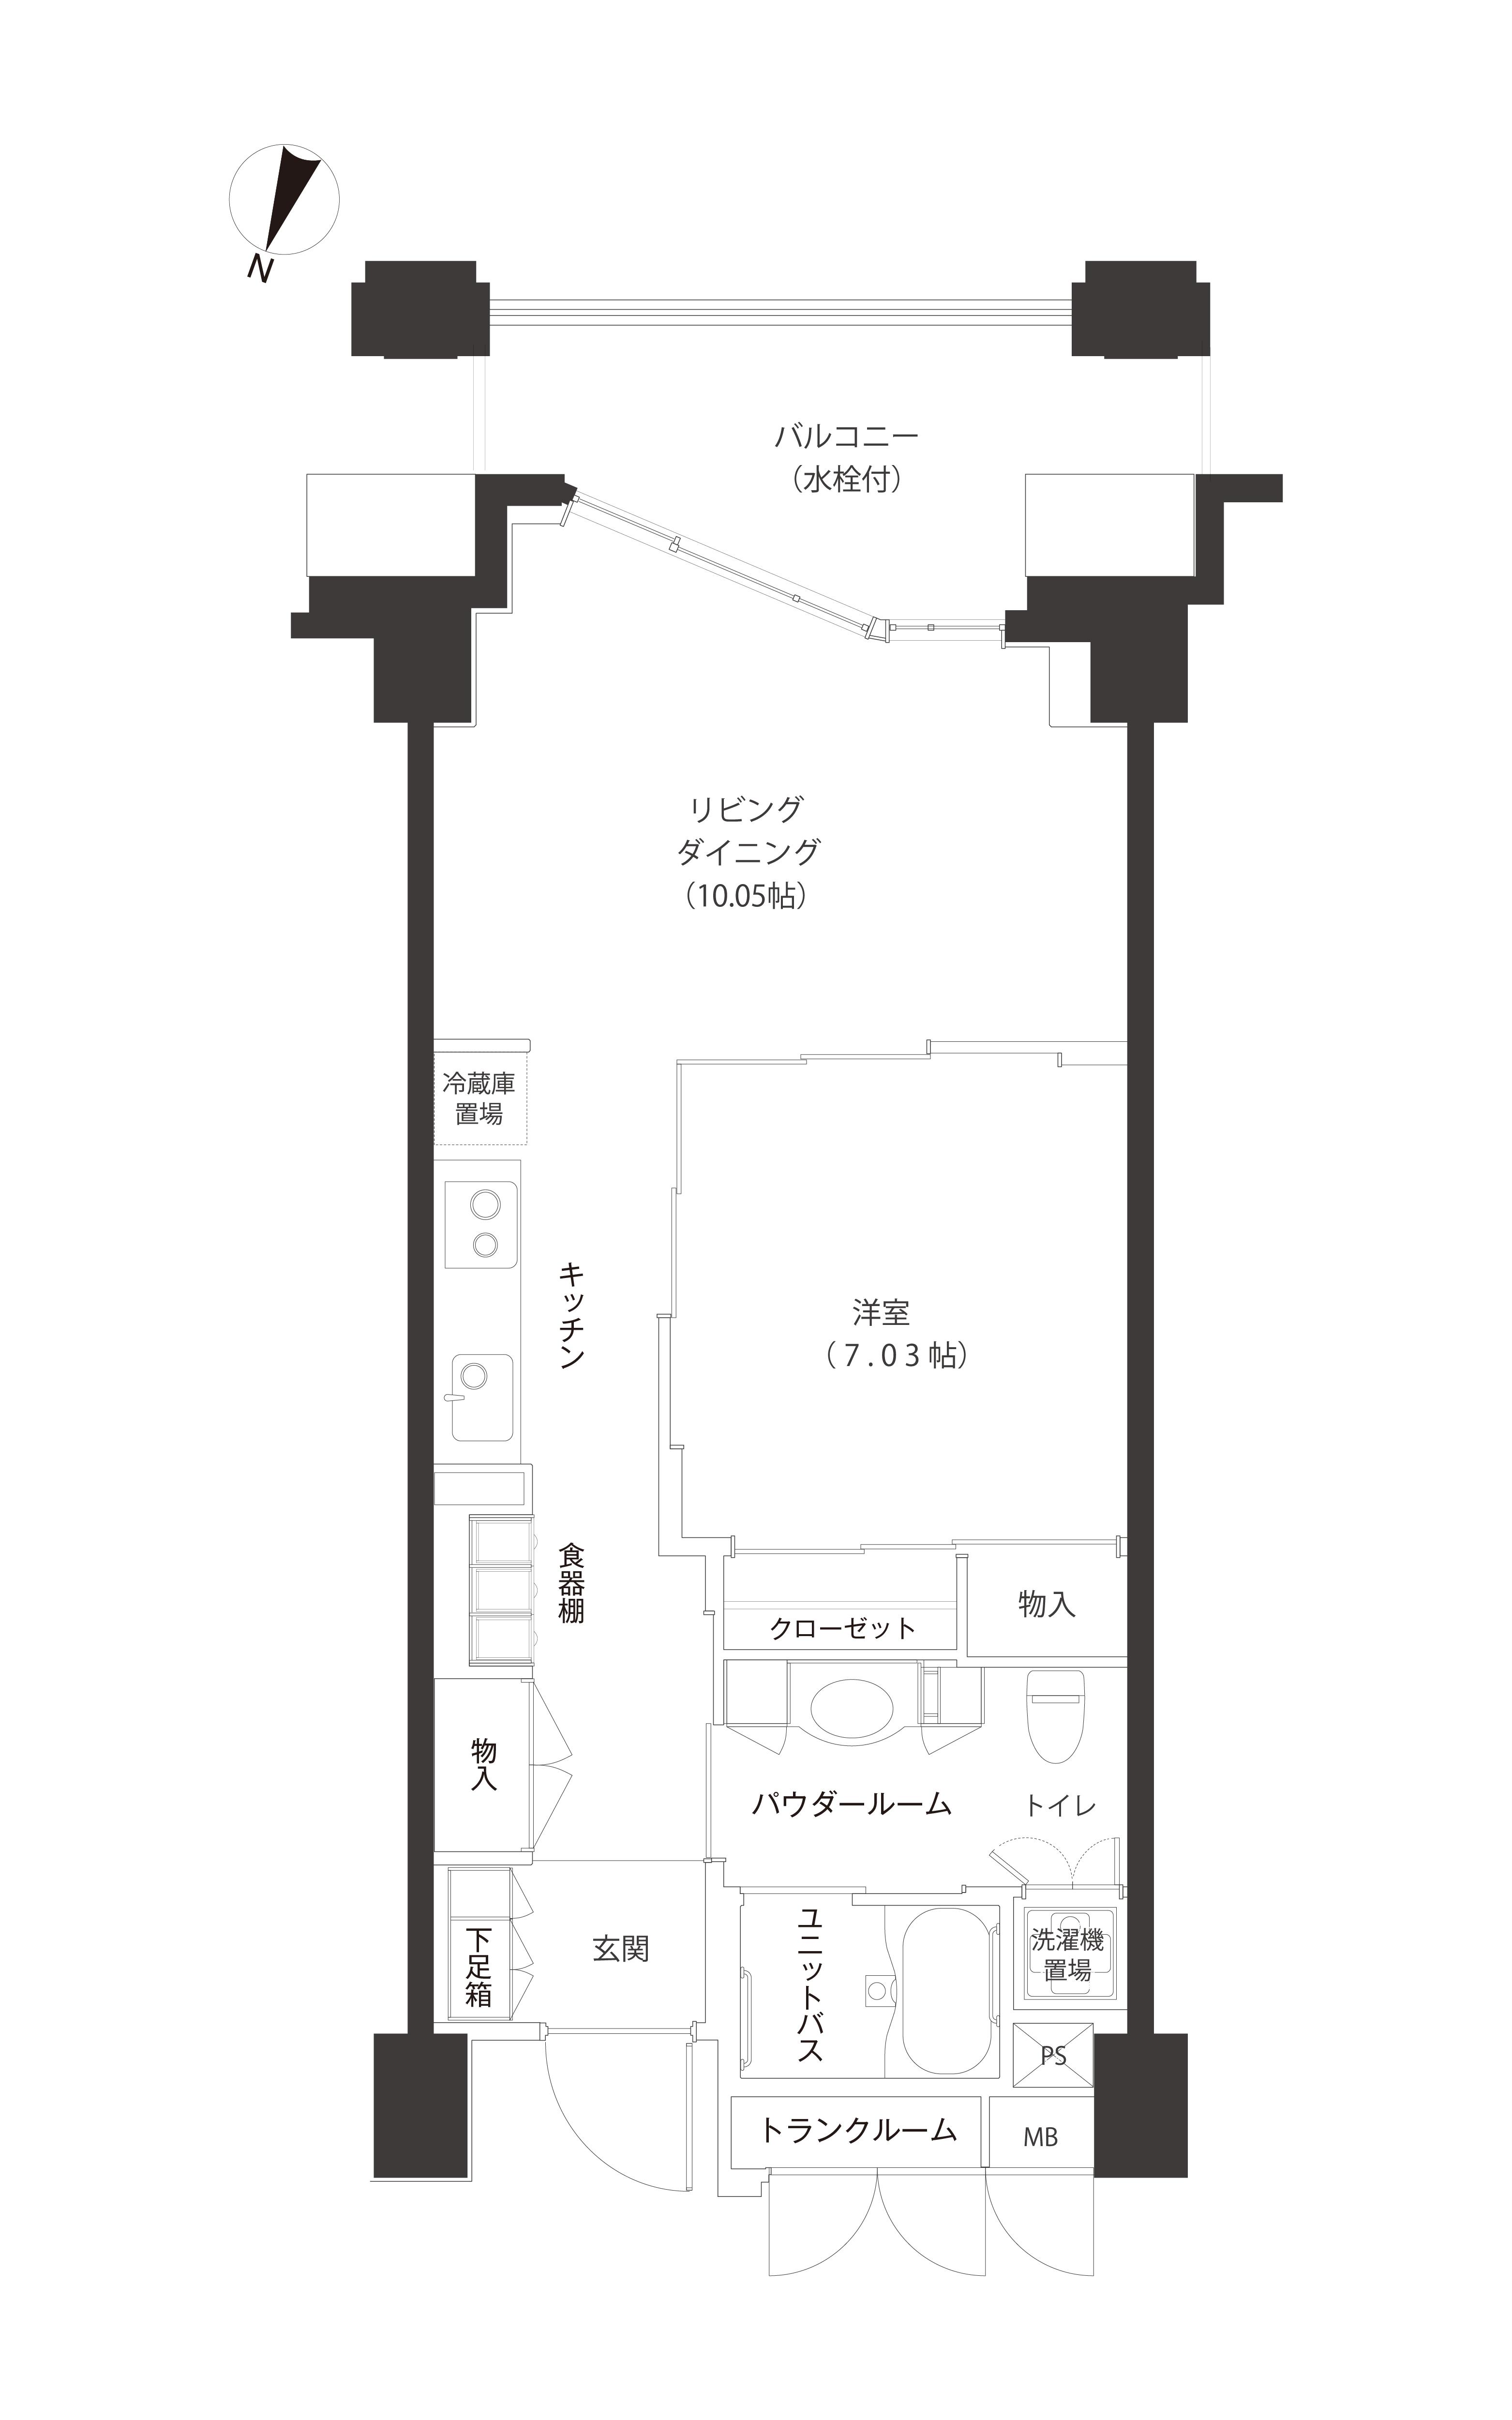 N
バルコニー
（水栓付）
リビング
ダイニング
（10.05帖）
冷蔵庫
置場
キッチン
洋室
（7.03帖）
食器棚
クローゼット
物入
物入
パウダールーム
トイレ
下足箱
玄関
ユニットバス
洗濯機
置場
PS
トランクルーム
MB